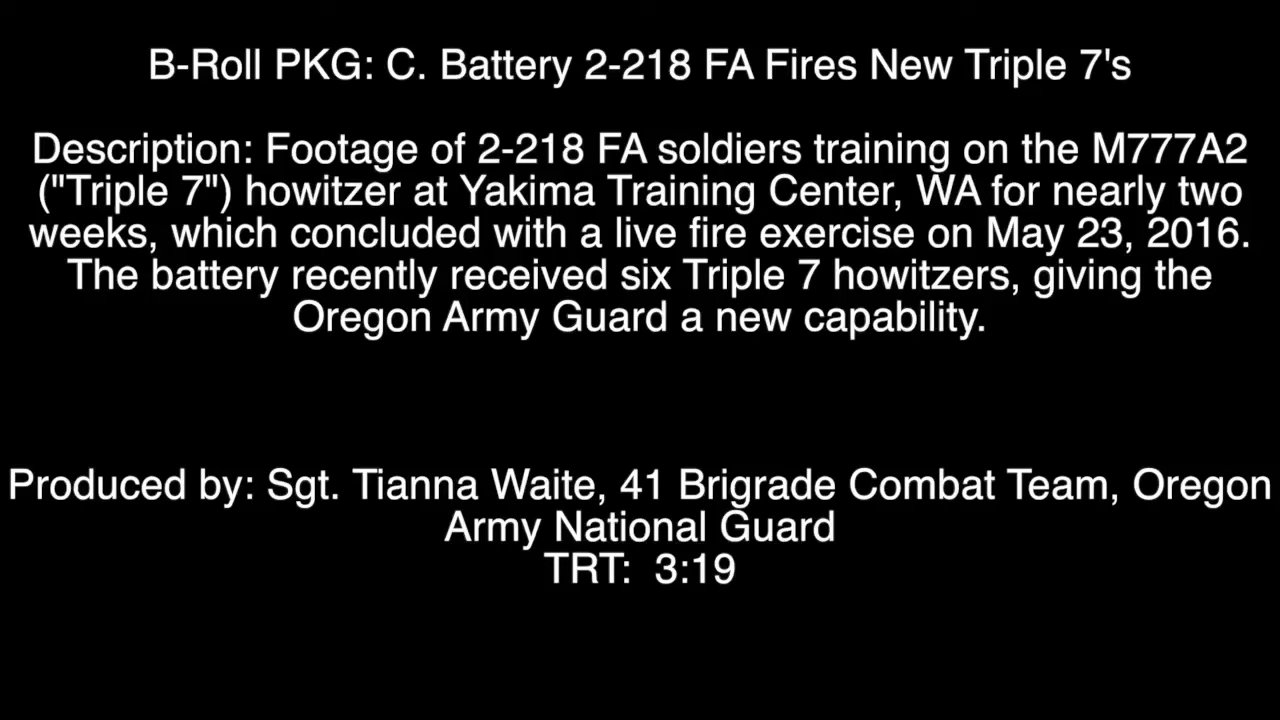 B-Roll PKG: C. Battery 2-218 FA Fires New Triple 7's
Description: Footage of 2-218 FA soldiers training on the M777A2
("Triple 7") howitzer at Yakima Training Center, WA for nearly two
weeks, which concluded with a live fire exercise on May 23, 2016.
The battery recently received six Triple 7 howitzers, giving the
Oregon Army Guard a new capability.
Produced by: Sgt. Tianna Waite, 41 Brigrade Combat Team, Oregon
Army National Guard
TRT:  3:19